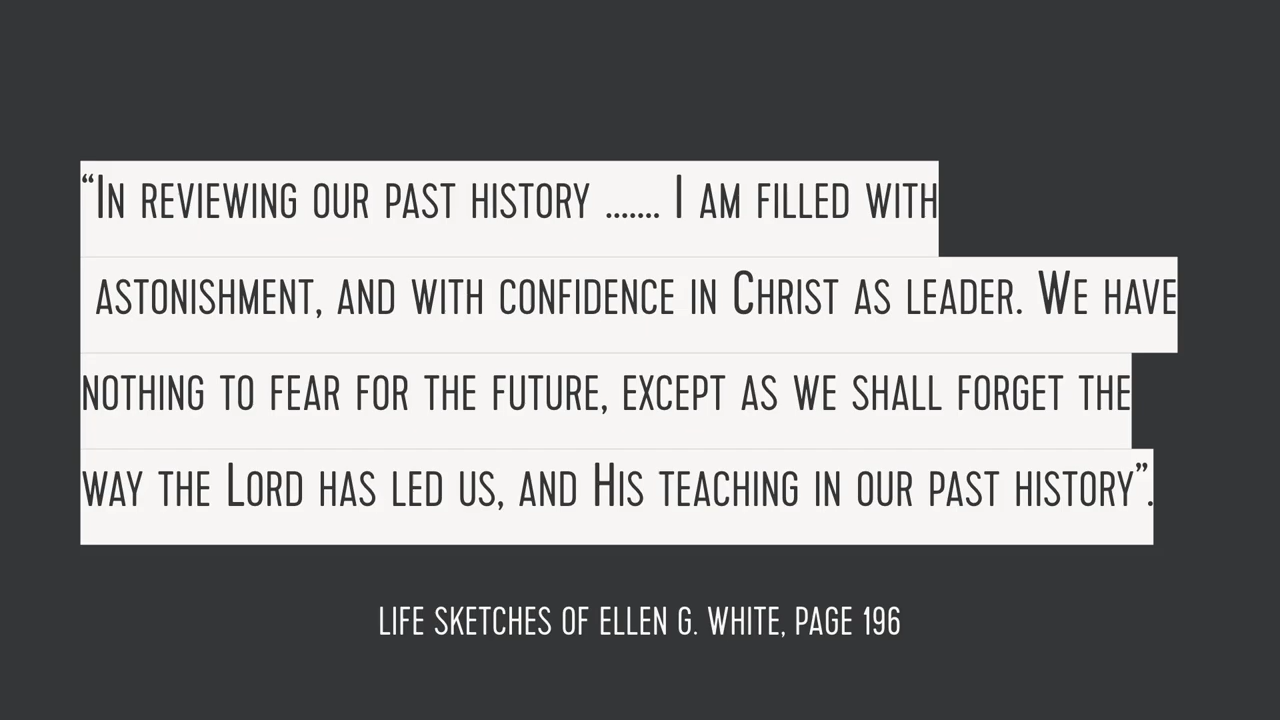 “In reviewing our past history ....... I am filled with
astonishment, and with confidence in Christ as leader. We have
nothing to fear for the future, except as we shall forget the
way the Lord has led us, and His teaching in our past history”.
LIFE SKETCHES OF ELLEN G. WHITE, PAGE 196